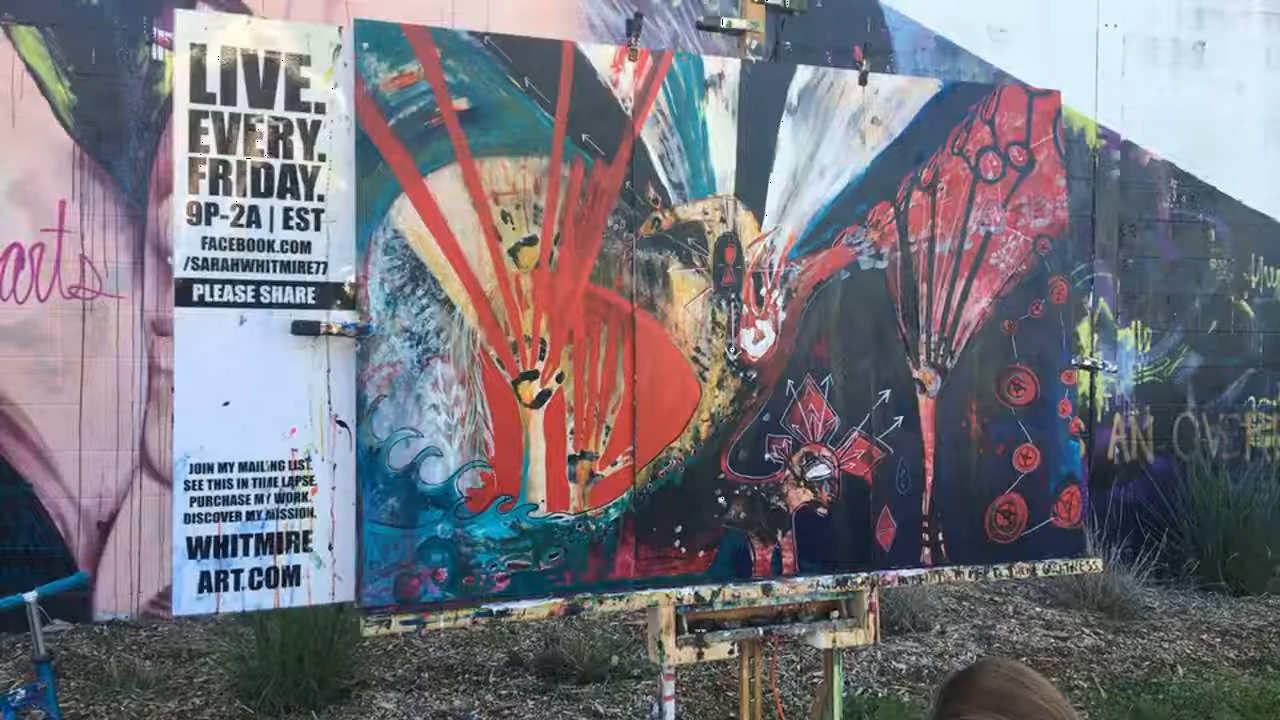 LIVE.
EVERY.
FRIDAY.
9P-2A | EST
FACEBOOK.COM
/SARAHWHITMIRE77
PLEASE SHARE
JOIN MY MAILING LIST.
SEE THIS IN TIME LAPSE.
PURCHASE MY WORK.
DISCOVER MY MISSION.
WHITMIRE
ART.COM
arts
AN
GREATNESS.